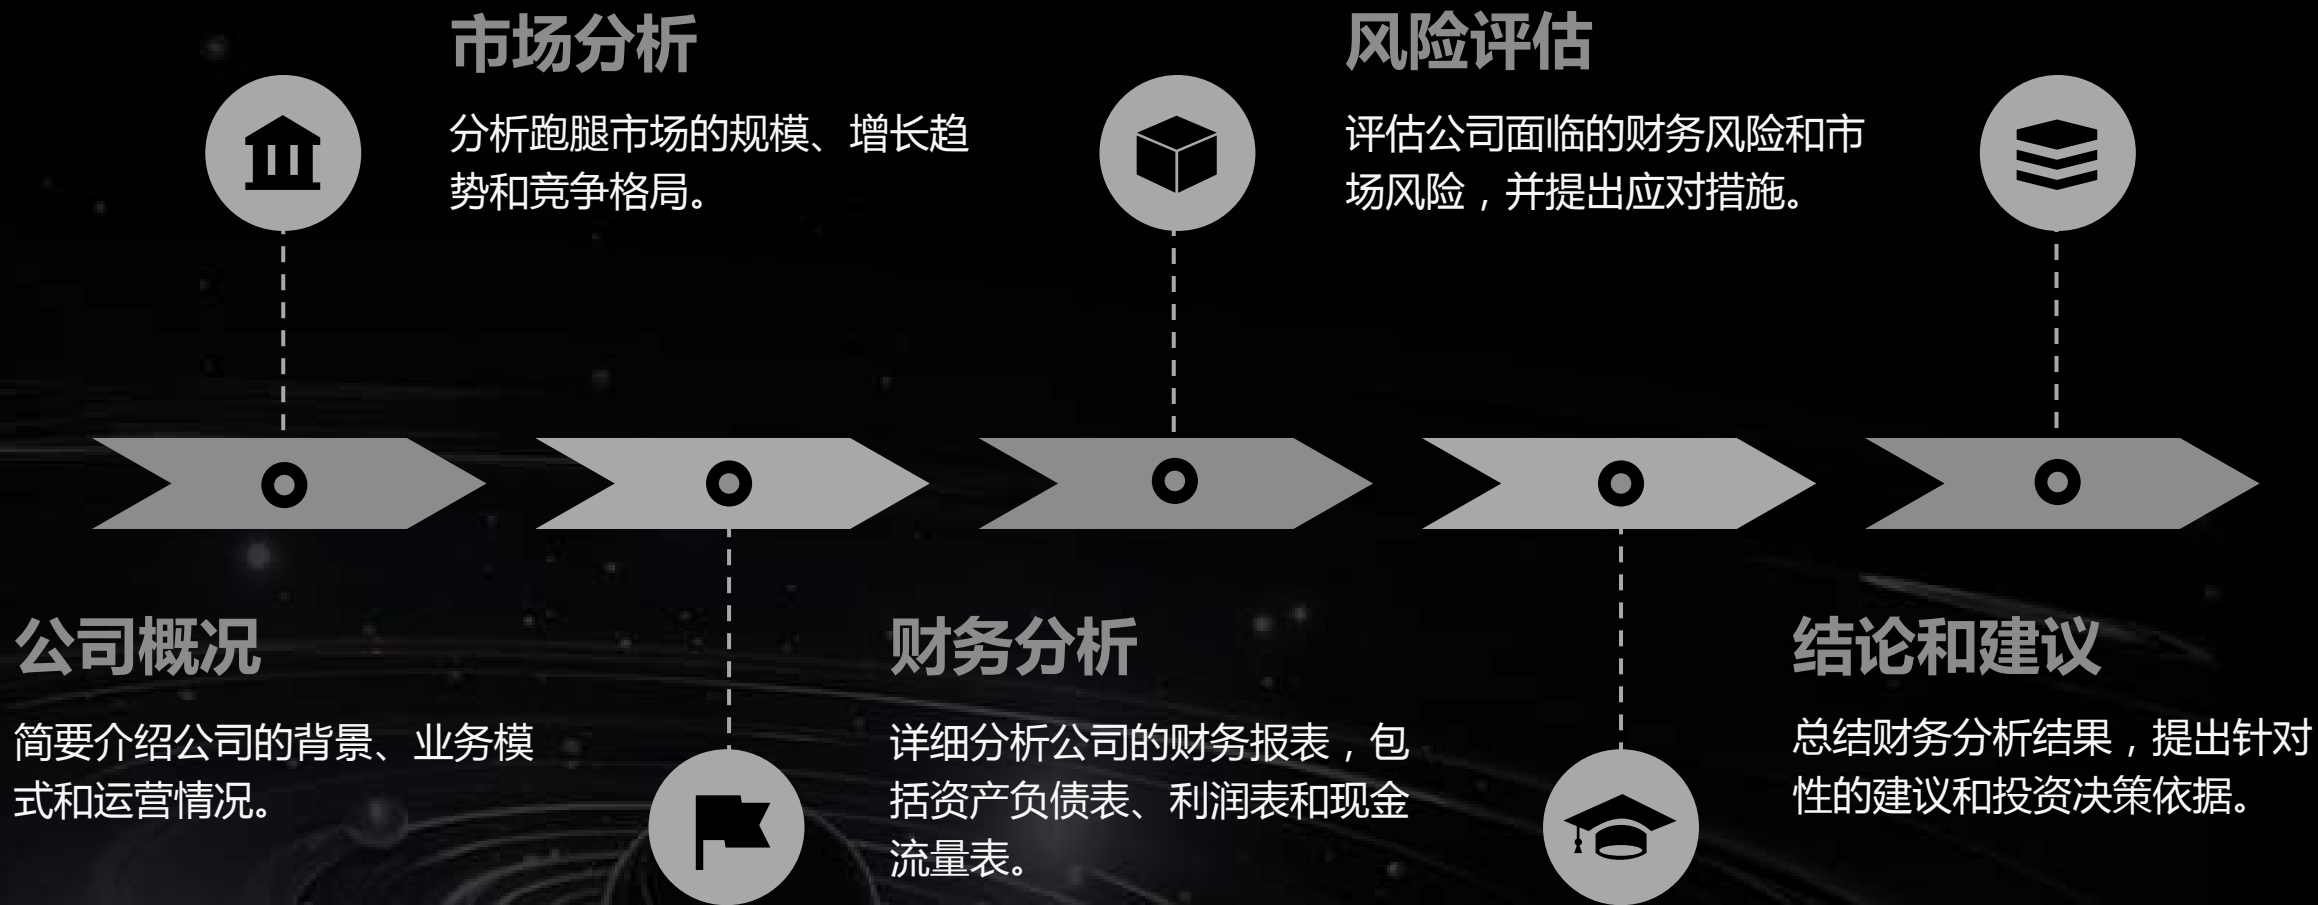 公司概况
简要介绍公司的背景、业务模
式和运营情况。
市场分析
分析跑腿市场的规模、增长趋
势和竞争格局。
财务分析
详细分析公司的财务报表，包
括资产负债表、利润表和现金
流量表。
风险评估
评估公司面临的财务风险和市
场风险，并提出应对措施。
结论和建议
总结财务分析结果，提出针对
性的建议和投资决策依据。